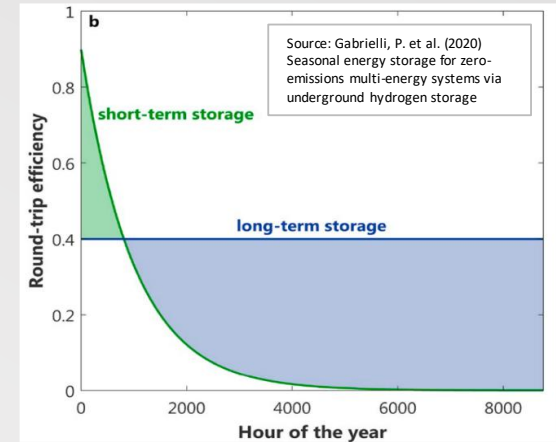 1
b
Source: Gabrielli, P. et al. (2020)
Seasonal energy storage for zero-
emissions multi-energy systems via
underground hydrogen storage
0.8
short-term storage
0.6
long-term storage
0.4
0.2
0
Round-trip efficiency
0 2000 4000 6000 8000
Hour of the year